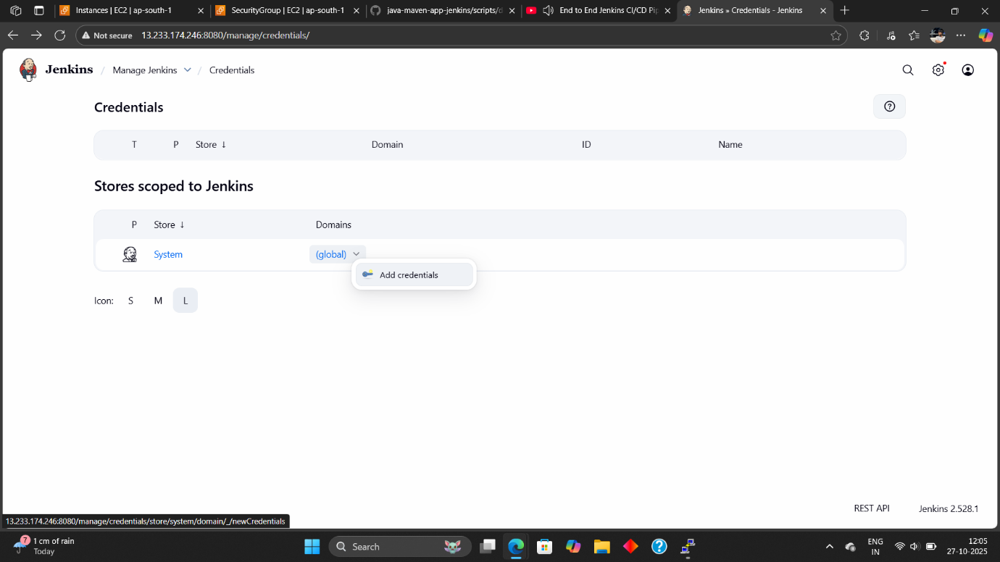 Instances | EC2 | ap-south-1
SecurityGroup | EC2 | ap-south-1
java-maven-app-jenkins/scripts/d
End to End Jenkins CI/CD Pip
Jenkins » Credentials - Jenkins
Not secure 13.233.174.246:8080/manage/credentials/
Jenkins / Manage Jenkins / Credentials
Credentials
T P Store ↓ Domain ID Name
Stores scoped to Jenkins
P Store ↓ Domains
System (global)
Add credentials
Icon: S M L
REST API Jenkins 2.528.1
13.233.174.246:8080/manage/credentials/store/system/domain/_/newCredentials
7
1 cm of rain
Today
Search
ENG
IN
12:05
27-10-2025